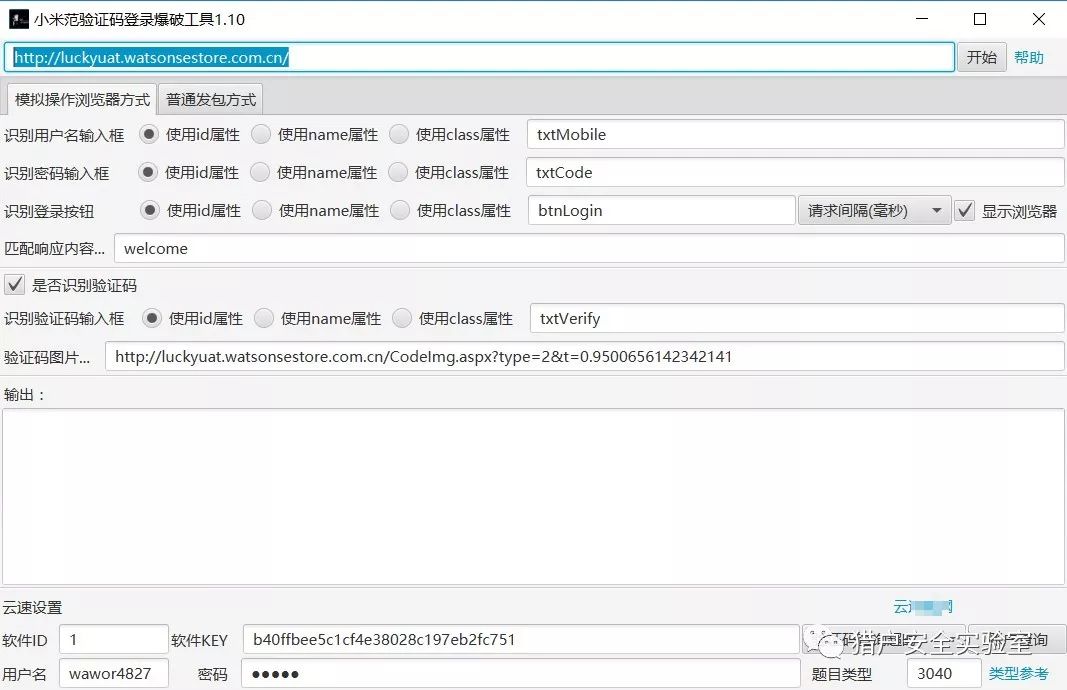 小米范验证码登录爆破工具1.10
http://luckyuat.watsonsestore.com.cn/ 开始 帮助
模拟操作浏览器方式 普通发包方式
识别用户名输入框 使用id属性 使用name属性 使用class属性 txtMobile
识别密码输入框 使用id属性 使用name属性 使用class属性 txtCode
识别登录按钮 使用id属性 使用name属性 使用class属性 btnLogin 请求间隔(毫秒) 显示浏览器
匹配响应内容... welcome
是否识别验证码
识别验证码输入框 使用id属性 使用name属性 使用class属性 txtVerify
验证码图片... http://luckyuat.watsonsestore.com.cn/CodeImg.aspx?type=2&t=0.9500656142342141
输出：
云速设置
软件ID 1 软件KEY b40ffbee5c1cf4e38028c197eb2fc751 查询
猎户安全实验室
用户名 wawor4827 密码 ●●●●● 题目类型 3040 类型参考